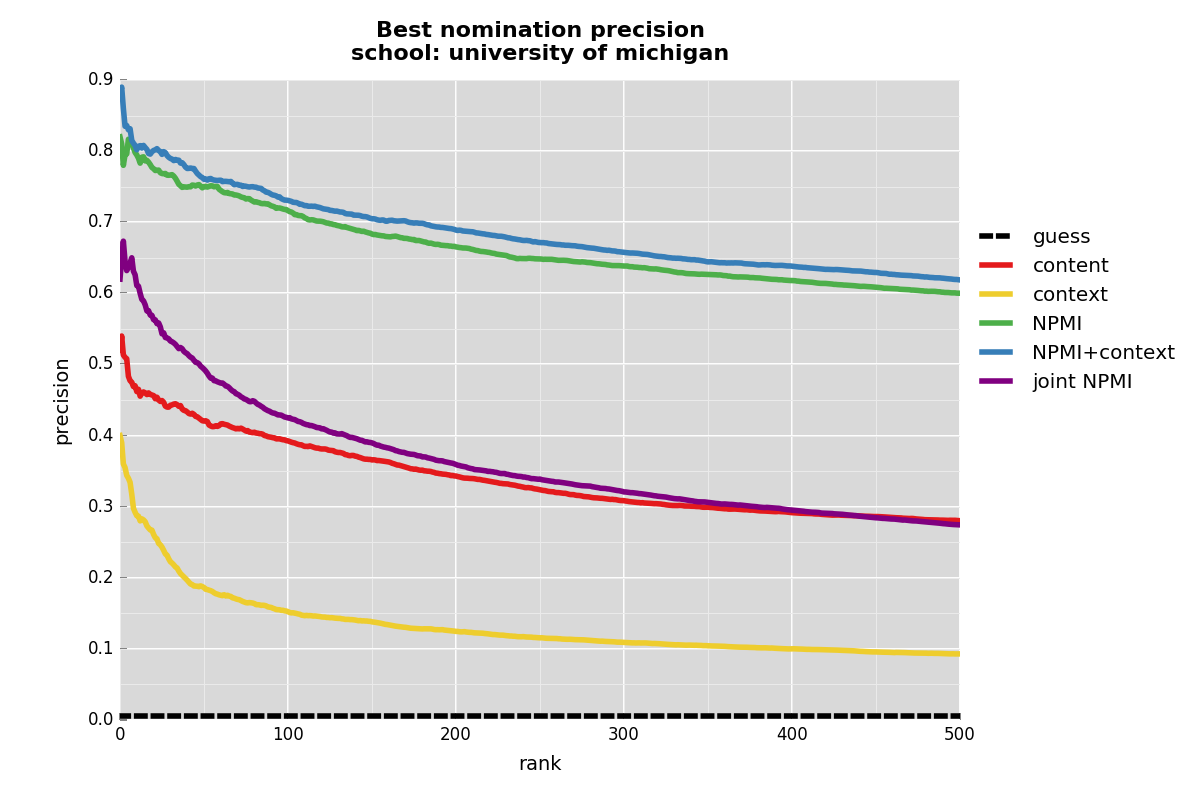 Best nomination precision
school: university of michigan
precision
0.9
0.8
0.7
0.6
0.5
0.4
0.3
0.2
0.1
0.0
0 100 200 300 400 500
rank
guess
content
context
NPMI
NPMI+context
joint NPMI